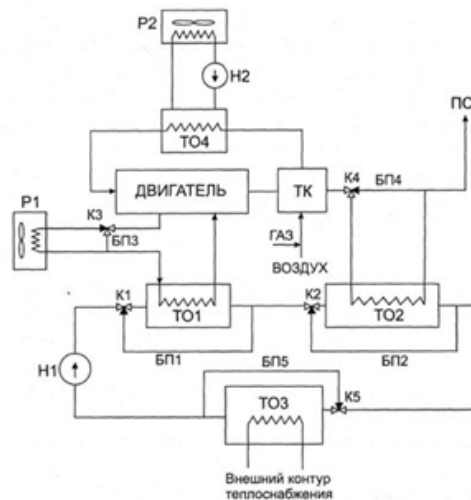 Р2
Н2
ПО
ТО4
К4
БП4
ДВИГАТЕЛЬ
ТК
Р1
К3
БП3
ГАЗ
ВОЗДУХ
К1
ТО1
К2
ТО2
Н1
БП1
БП5
БП2
ТО3
К5
Внешний контур
теплоснабжения